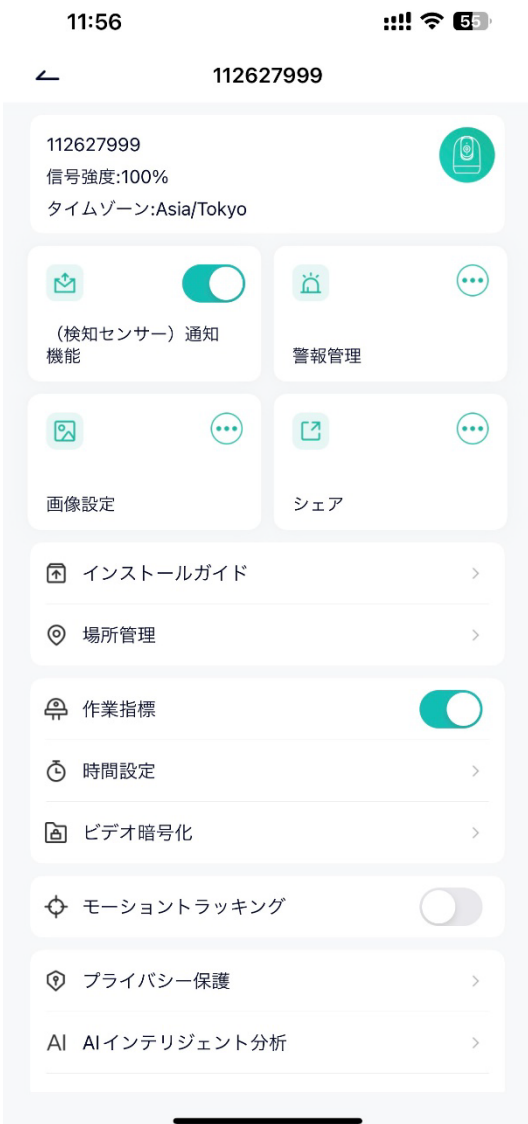 11:56
55
112627999
112627999
信号強度:100%
タイムゾーン:Asia/Tokyo
（検知センサー）通知
機能
警報管理
画像設定
シェア
インストールガイド
場所管理
作業指標
時間設定
ビデオ暗号化
モーショントラッキング
プライバシー保護
AI AIインテリジェント分析